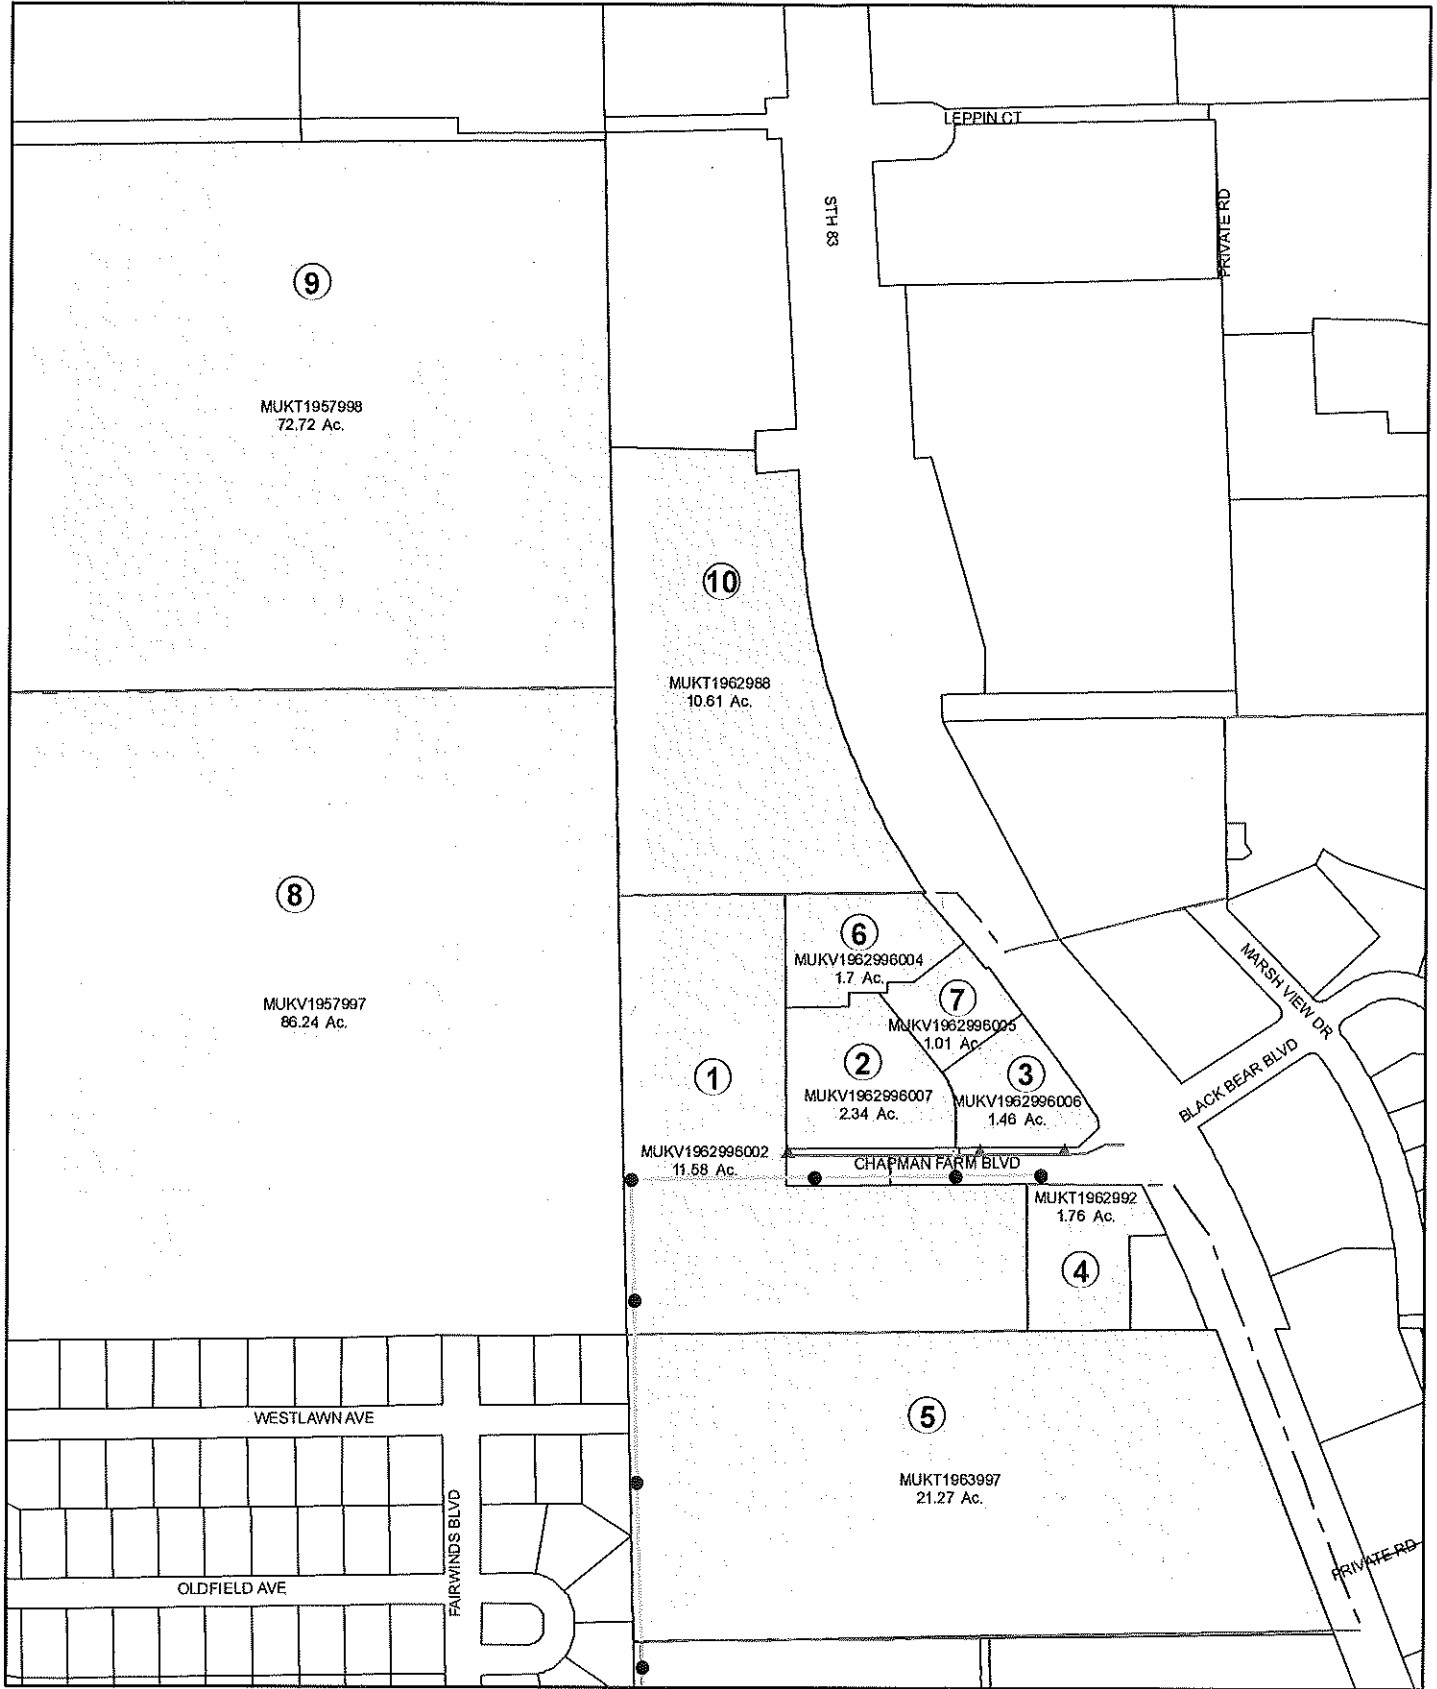 LEPPIN CT
STH 83
PRIVATE RD
9
MUKT1957998
72.72 Ac.
10
MUKT1962988
10.61 Ac.
8
MUKV1957997
86.24 Ac.
6
MUKV1962996004
1.7 Ac.
7
MUKV1962996005
1.01 Ac.
MARSH VIEW DR
BLACK BEAR BLVD
1
2
MUKV1962996007
2.34 Ac.
3
MUKV1962996006
1.46 Ac.
MUKV1962996002
11.58 Ac.
CHAPMAN FARM BLVD
MUKT1962992
1.76 Ac.
4
5
MUKT1963997
21.27 Ac.
WESTLAWN AVE
FAIRWINDS BLVD
OLDFIELD AVE
PRIVATE RD